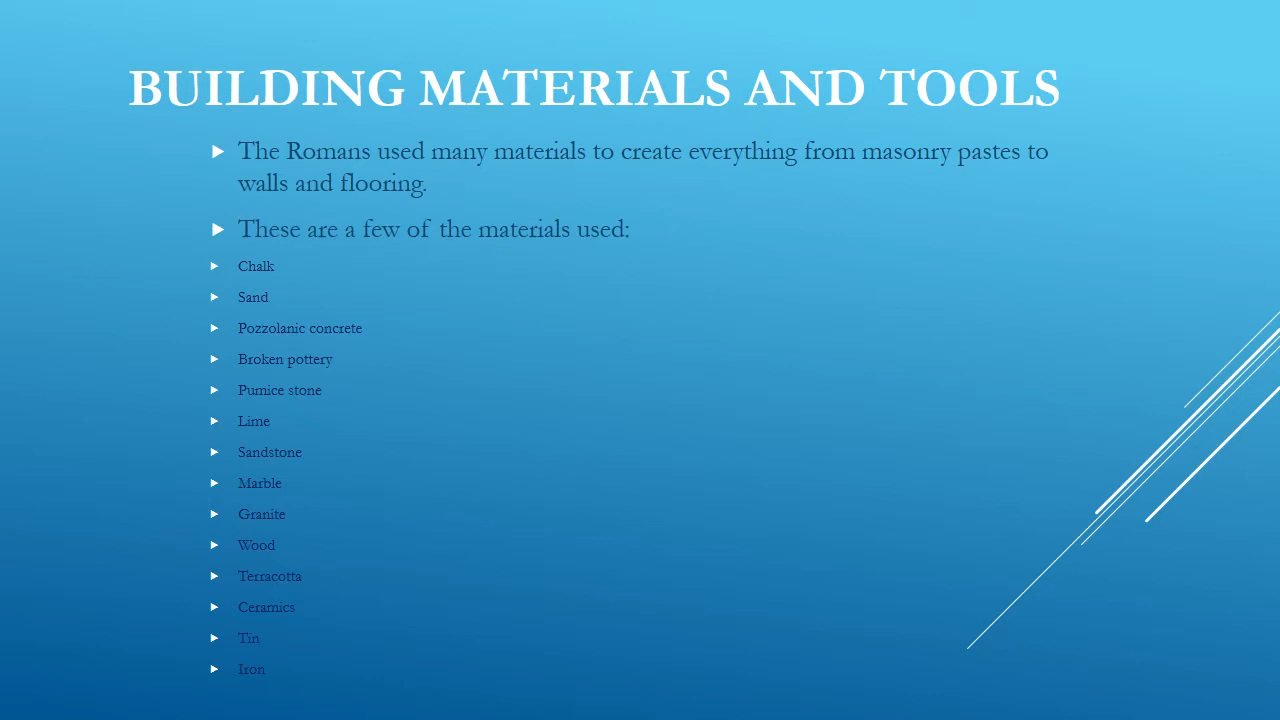 BUILDING MATERIALS AND TOOLS
The Romans used many materials to create everything from masonry pastes to
walls and flooring.
These are a few of the materials used:
Chalk
Sand
Pozzolanic concrete
Broken pottery
Pumice stone
Lime
Sandstone
Marble
Granite
Wood
Terracotta
Ceramics
Tin
Iron